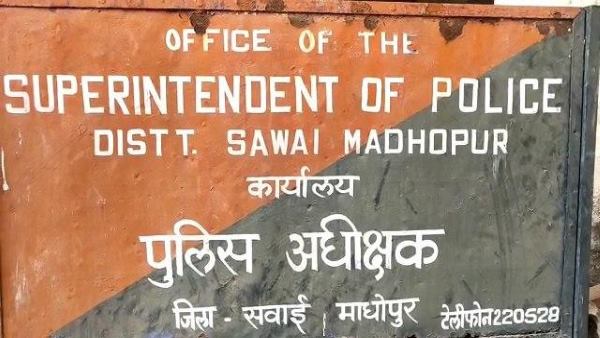 OFFICE OF THE
SUPERINTENDENT OF POLICE
DISTT. SAWAI MADHOPUR
कार्यालय
पुलिस अधीक्षक
जिला - सवाई माधोपुर टेलीफोन 220528